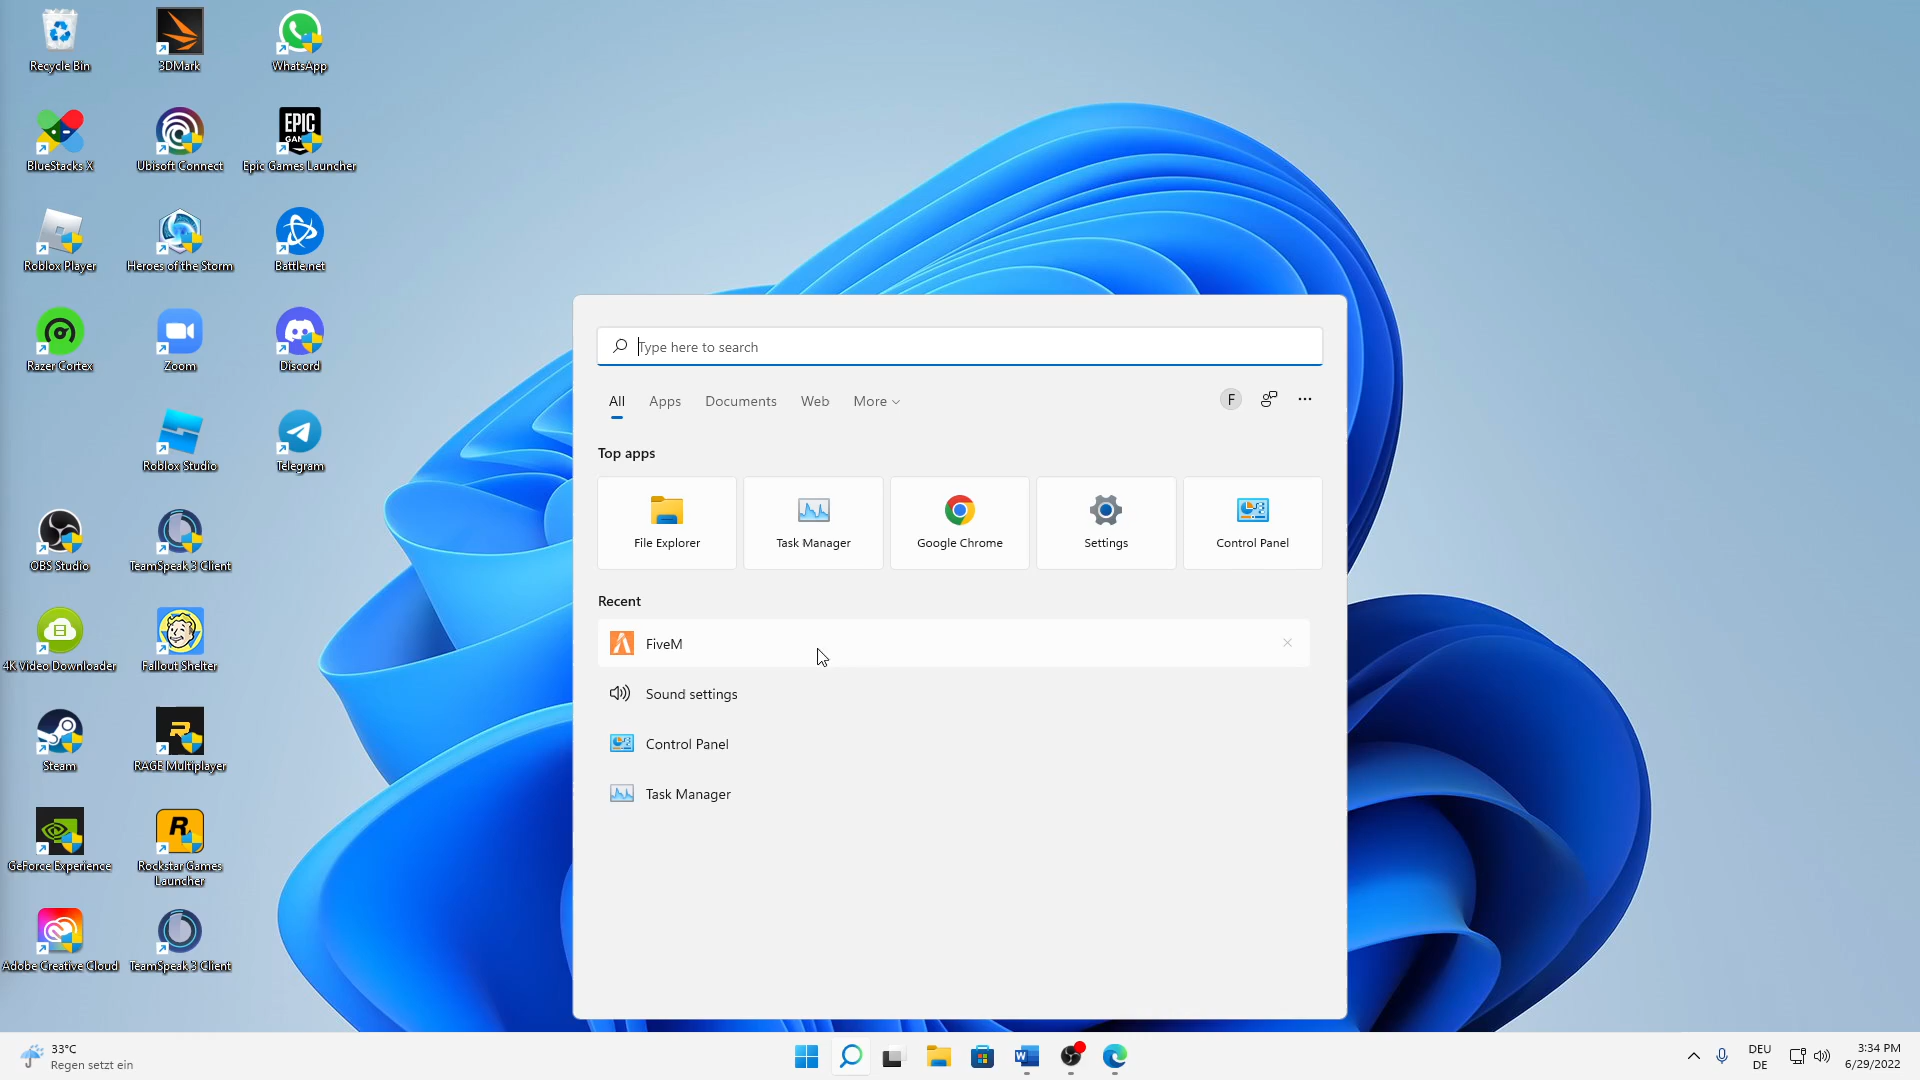 Recycle Bin
3DMark
WhatsApp
BlueStacks X
Ubisoft Connect
EPIC
GAM
Epic Games Launcher
Roblox Player
Heroes of the Storm
Battle.net
Razer Cortex
Zoom
Discord
Roblox Studio
Telegram
OBS Studio
TeamSpeak 3 Client
4K Video Downloader
Fallout Shelter
Steam
RAGE Multiplayer
GeForce Experience
Rockstar Games
Launcher
Adobe Creative Cloud
TeamSpeak 3 Client
Type here to search
All
Apps
Documents
Web
More
F
Top apps
File Explorer
Task Manager
Google Chrome
Settings
Control Panel
Recent
FiveM
Sound settings
Control Panel
Task Manager
33°C
Regen setzt ein
DEU
DE
3:34 PM
6/29/2022